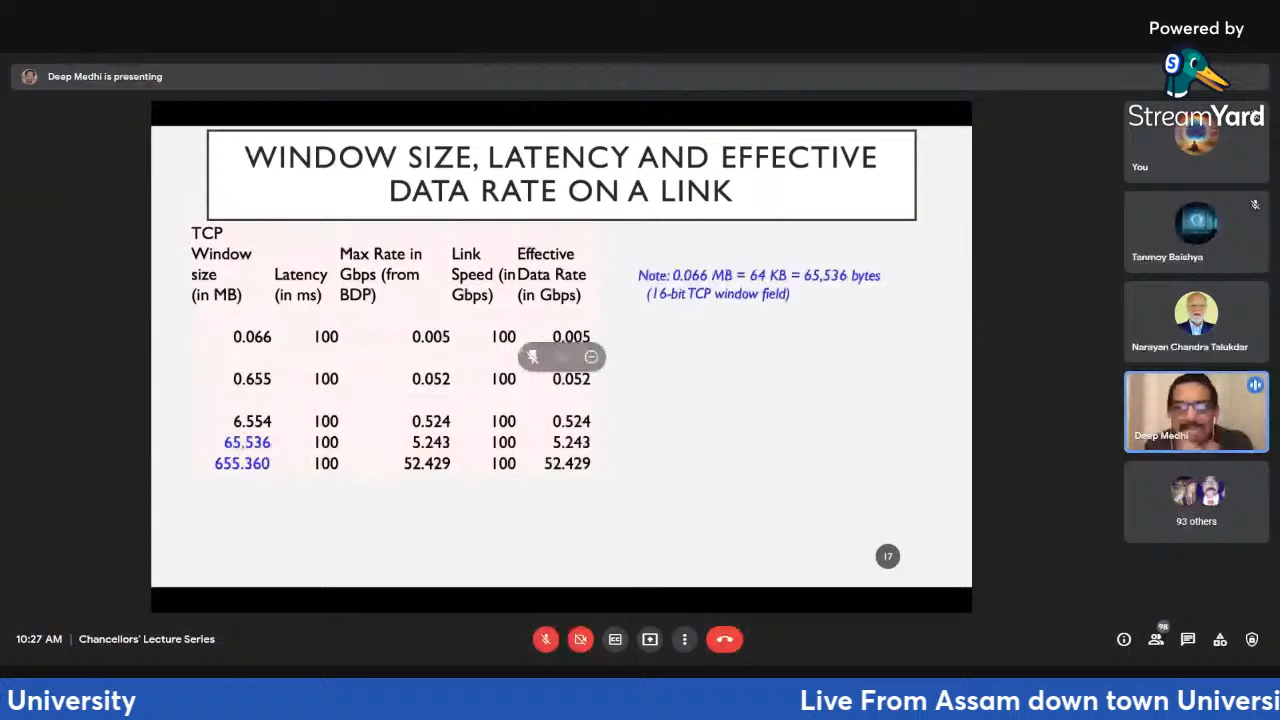 Powered by
StreamYard
Deep Medhi is presenting
WINDOW SIZE, LATENCY AND EFFECTIVE
DATA RATE ON A LINK
TCP
Window Max Rate in Link Effective
size Latency Gbps (from Speed (in Data Rate
(in MB) (in ms) BDP) Gbps) (in Gbps)
0.066 100 0.005 100 0.005
0.655 100 0.052 100 0.052
6.554 100 0.524 100 0.524
65.536 100 5.243 100 5.243
655.360 100 52.429 100 52.429
Note: 0.066 MB = 64 KB = 65,536 bytes
(16-bit TCP window field)
17
You
Tanmoy Baishya
Narayan Chandra Talukdar
Deep Medhi
93 others
10:27 AM | Chancellors' Lecture Series
98
University
Live From Assam down town Universi